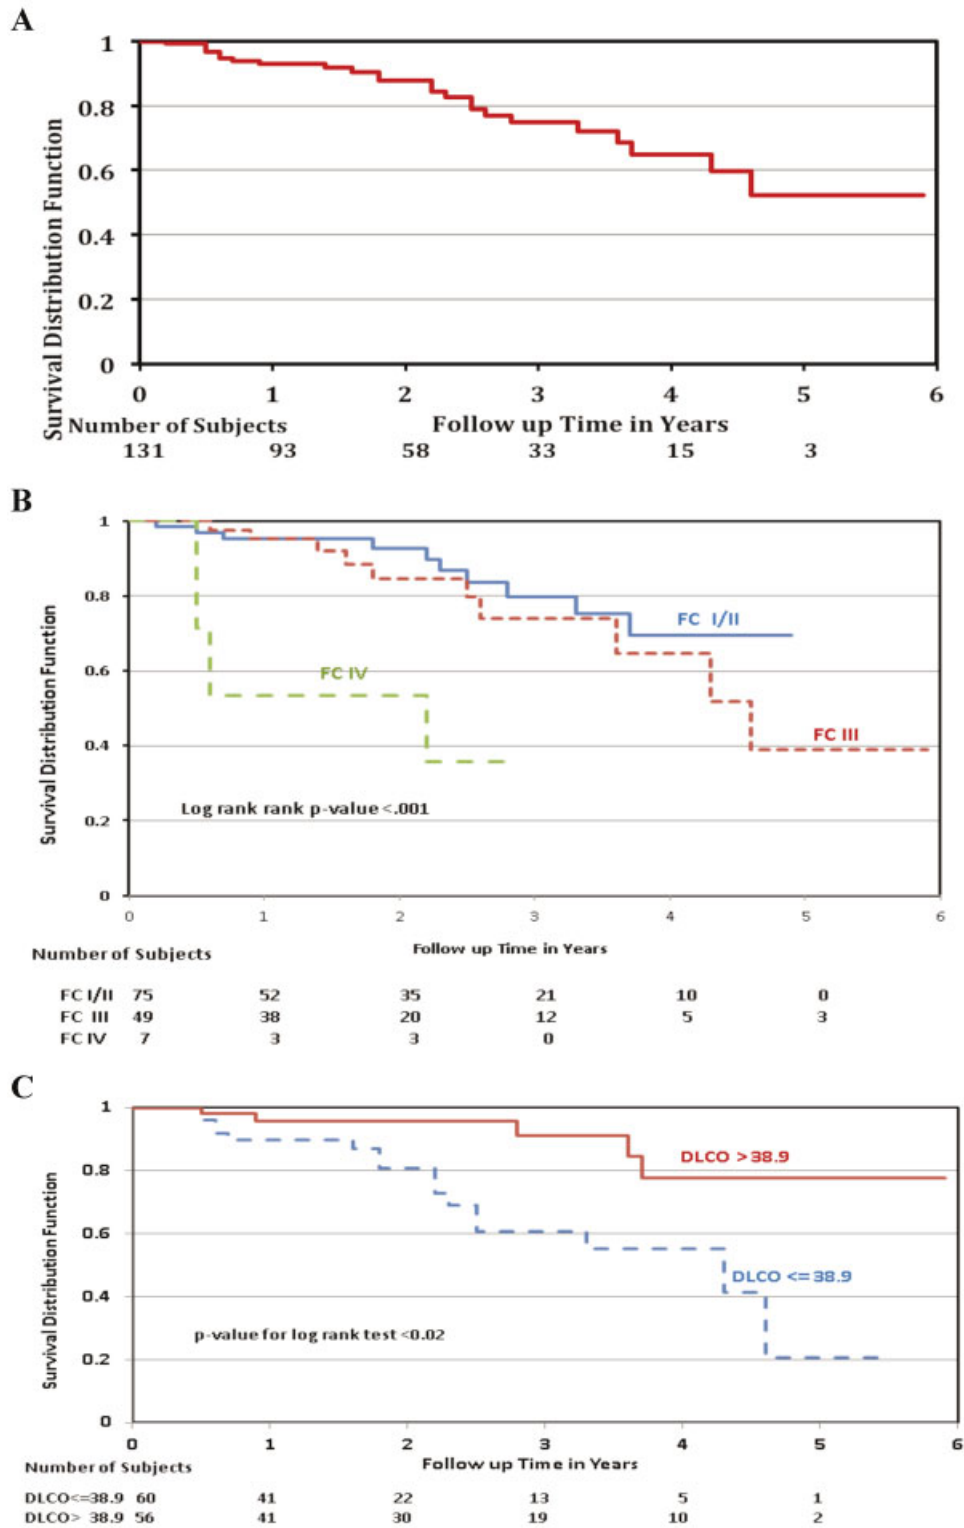 A
Survival Distribution Function
1
0.8
0.6
0.4
0.2
0
0 1 2 3 4 5 6
Number of Subjects Follow up Time in Years
131 93 58 33 15 3
B
Survival Distribution Function
1
0.8
0.6
0.4
0.2
0
FC I/II
FC IV
FC III
Log rank rank p-value <.001
0 1 2 3 4 5 6
Follow up Time in Years
Number of Subjects
FC I/II 75 52 35 21 10 0
FC III 49 38 20 12 5 3
FC IV 7 3 3 0
C
Survival Distribution Function
1
0.8
0.6
0.4
0.2
0
DLCO >38.9
DLCO <=38.9
p-value for log rank test <0.02
0 1 2 3 4 5 6
Number of Subjects Follow up Time in Years
DLCO<=38.9 60 41 22 13 5 1
DLCO> 38.9 56 41 30 19 10 2